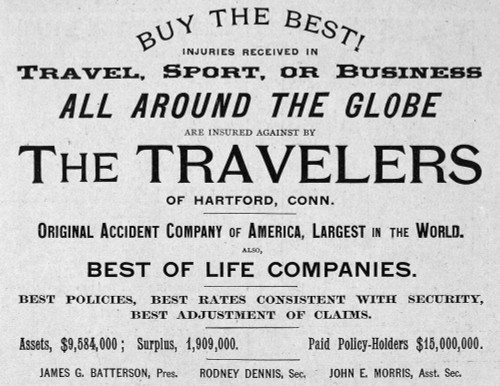 BUY THE BEST!
INJURIES RECEIVED IN
TRAVEL, SPORT, OR BUSINESS
ALL AROUND THE GLOBE
ARE INSURED AGAINST BY
THE TRAVELERS
OF HARTFORD, CONN.
ORIGINAL ACCIDENT COMPANY OF AMERICA, LARGEST IN THE WORLD.
ALSO,
BEST OF LIFE COMPANIES.
BEST POLICIES, BEST RATES CONSISTENT WITH SECURITY,
BEST ADJUSTMENT OF CLAIMS.
Assets, $9,584,000; Surplus, 1,909,000. Paid Policy-Holders $15,000,000.
JAMES G. BATTERSON, Pres. RODNEY DENNIS, Sec. JOHN E. MORRIS, Asst. Sec.